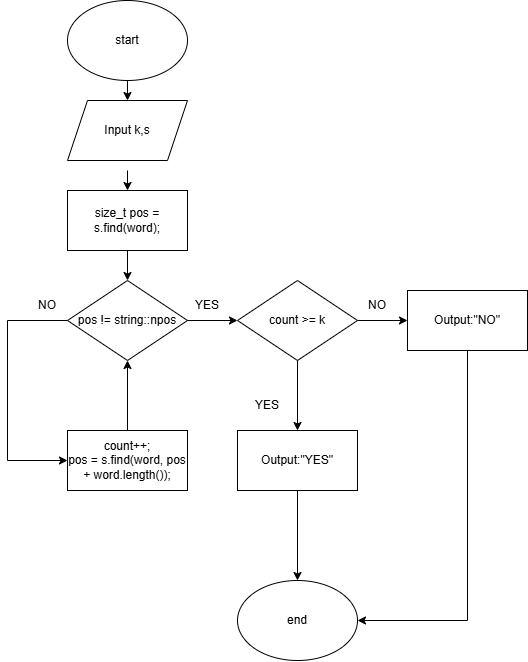 start
Input k,s
size_t pos =
s.find(word);
NO
pos != string::npos
YES
count >= k
NO
Output:"NO"
YES
count++;
pos = s.find(word, pos
+ word.length());
Output:"YES"
end